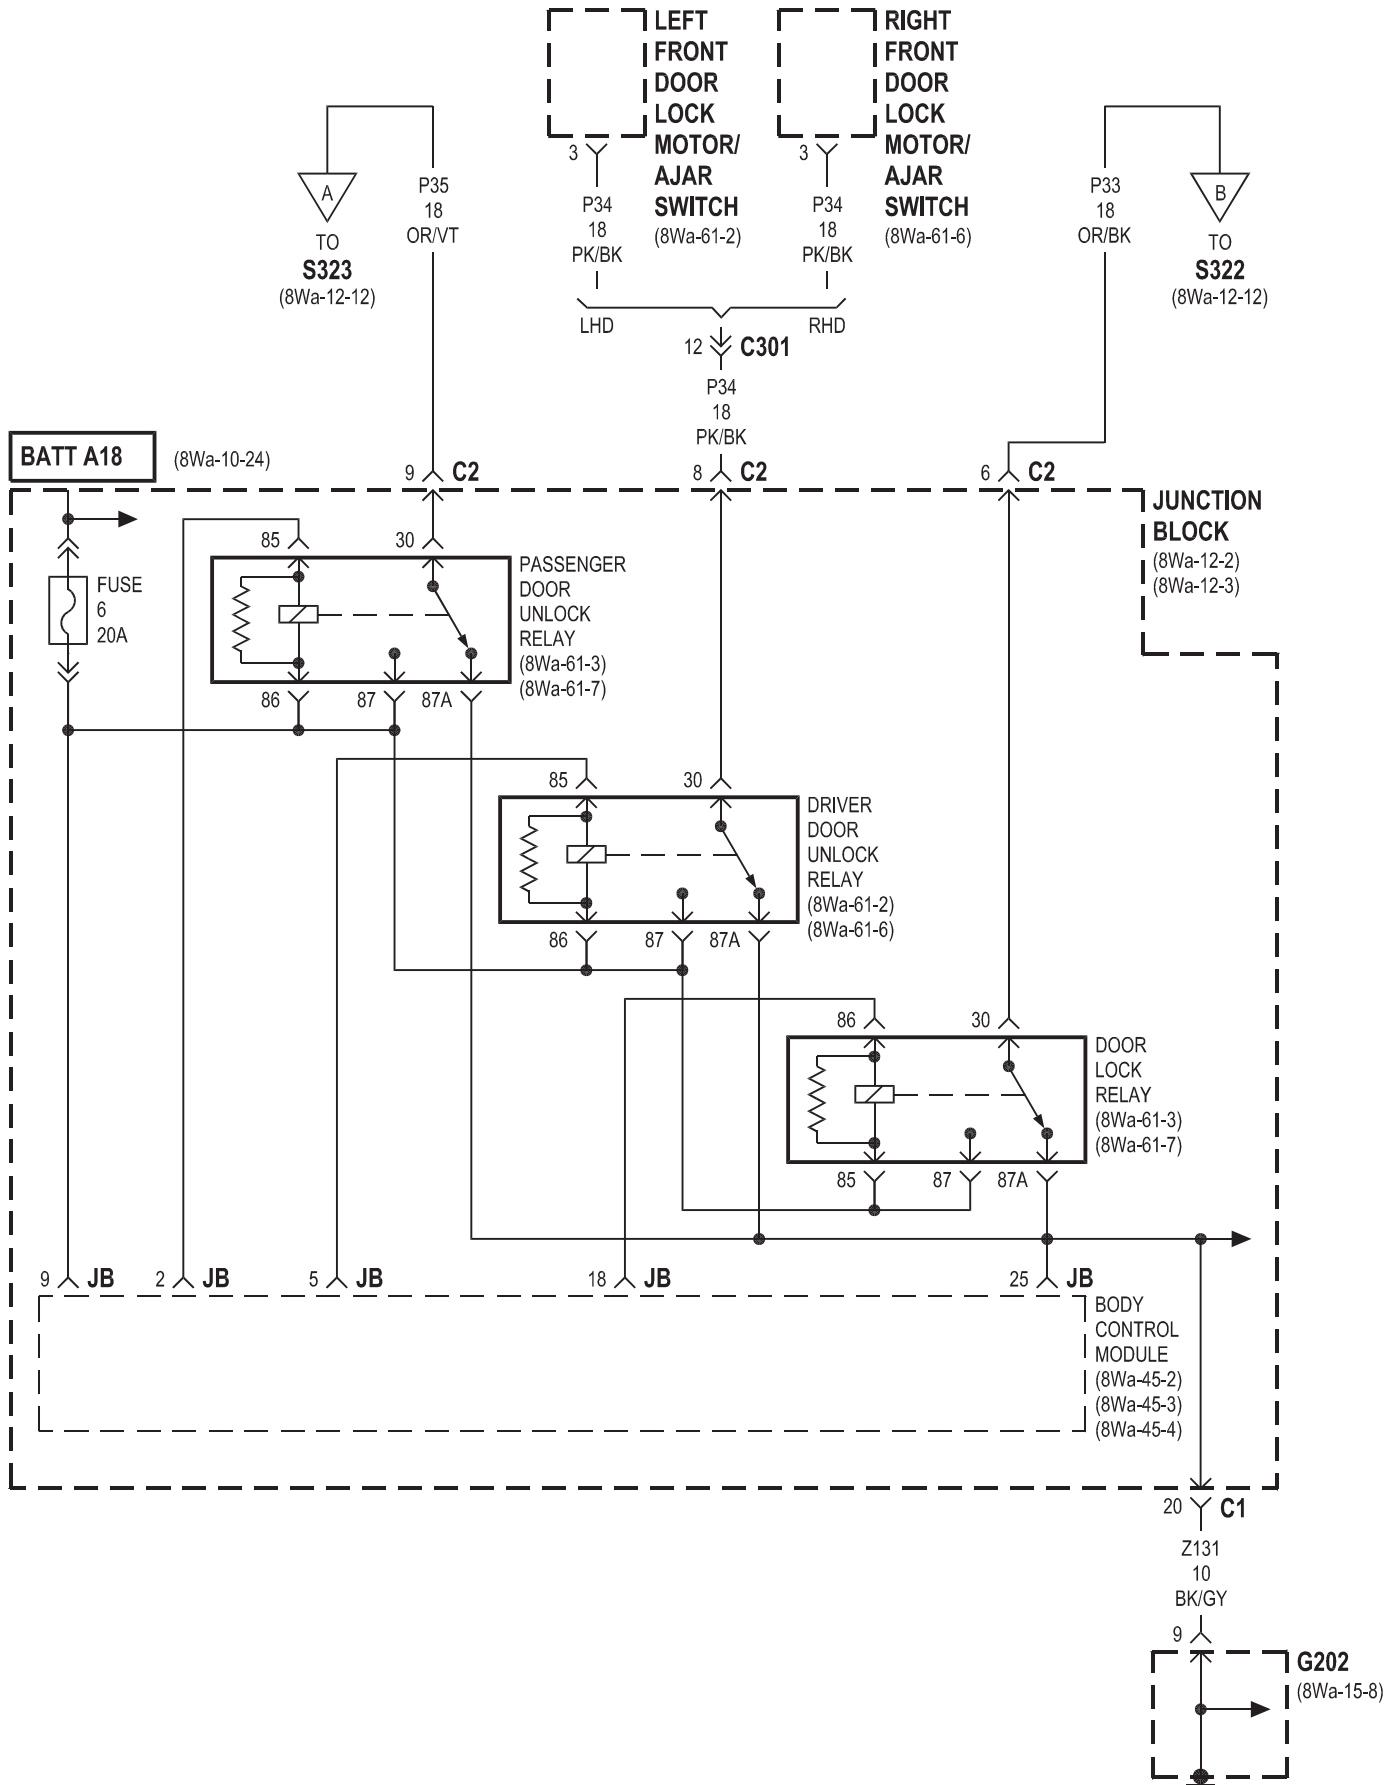 LEFT
FRONT
DOOR
LOCK
MOTOR/
AJAR
SWITCH
(8Wa-61-2)
RIGHT
FRONT
DOOR
LOCK
MOTOR/
AJAR
SWITCH
(8Wa-61-6)
3
3
A
TO
S323
(8Wa-12-12)
P35
18
OR/VT
P34
18
PK/BK
P34
18
PK/BK
P33
18
OR/BK
B
TO
S322
(8Wa-12-12)
LHD
RHD
12
C301
P34
18
PK/BK
BATT A18
(8Wa-10-24)
9
C2
8
C2
6
C2
JUNCTION
BLOCK
(8Wa-12-2)
(8Wa-12-3)
FUSE
6
20A
85
30
PASSENGER
DOOR
UNLOCK
RELAY
(8Wa-61-3)
(8Wa-61-7)
86
87
87A
85
30
DRIVER
DOOR
UNLOCK
RELAY
(8Wa-61-2)
(8Wa-61-6)
86
87
87A
86
30
DOOR
LOCK
RELAY
(8Wa-61-3)
(8Wa-61-7)
85
87
87A
9
JB
2
JB
5
JB
18
JB
25
JB
BODY
CONTROL
MODULE
(8Wa-45-2)
(8Wa-45-3)
(8Wa-45-4)
20
C1
Z131
10
BK/GY
9
G202
(8Wa-15-8)